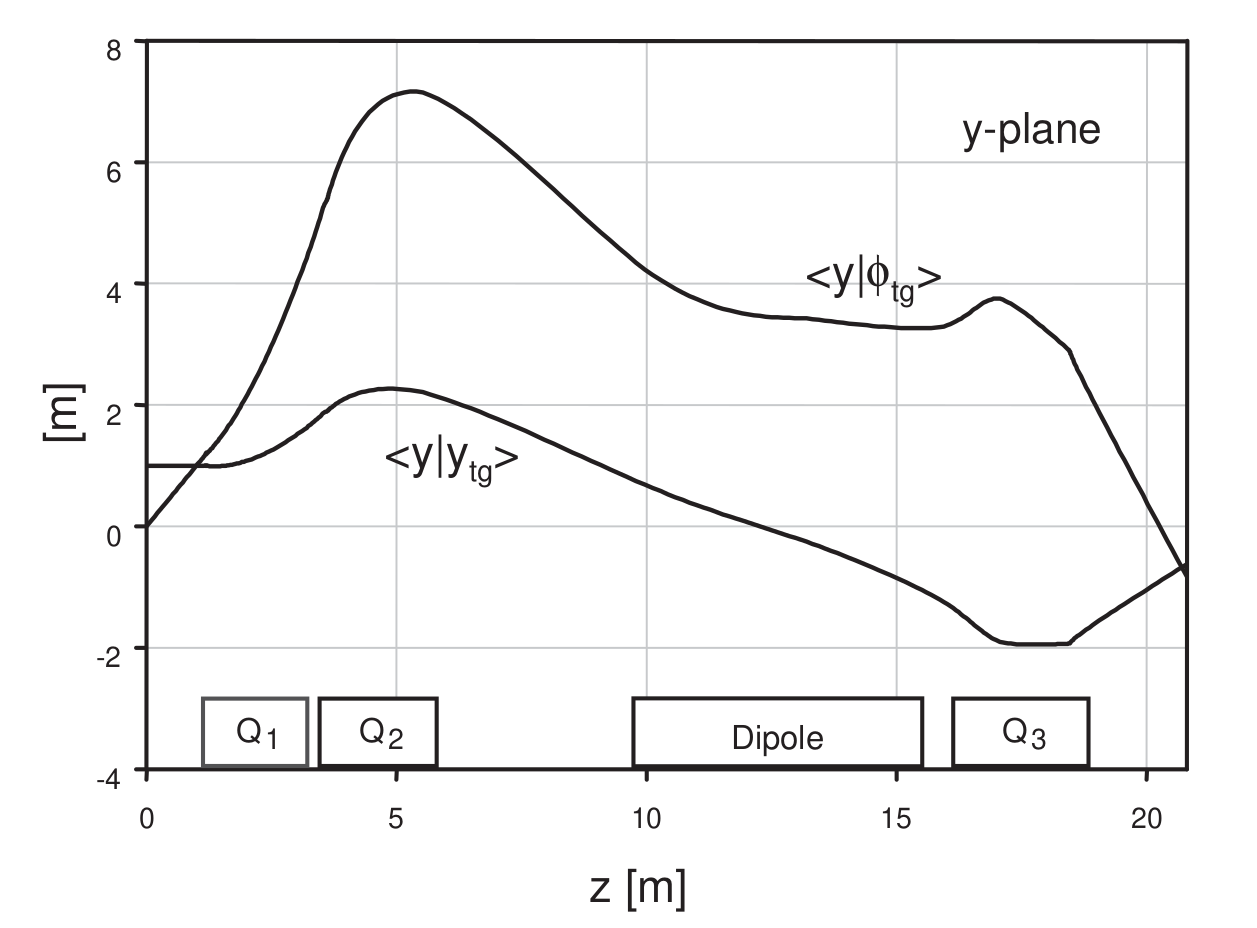 8
y-plane
6
<y|ϕtg>
4
[m]
2
<y|ytg>
0
-2
Q1 Q2 Dipole Q3
-4
0 5 10 15 20
z [m]